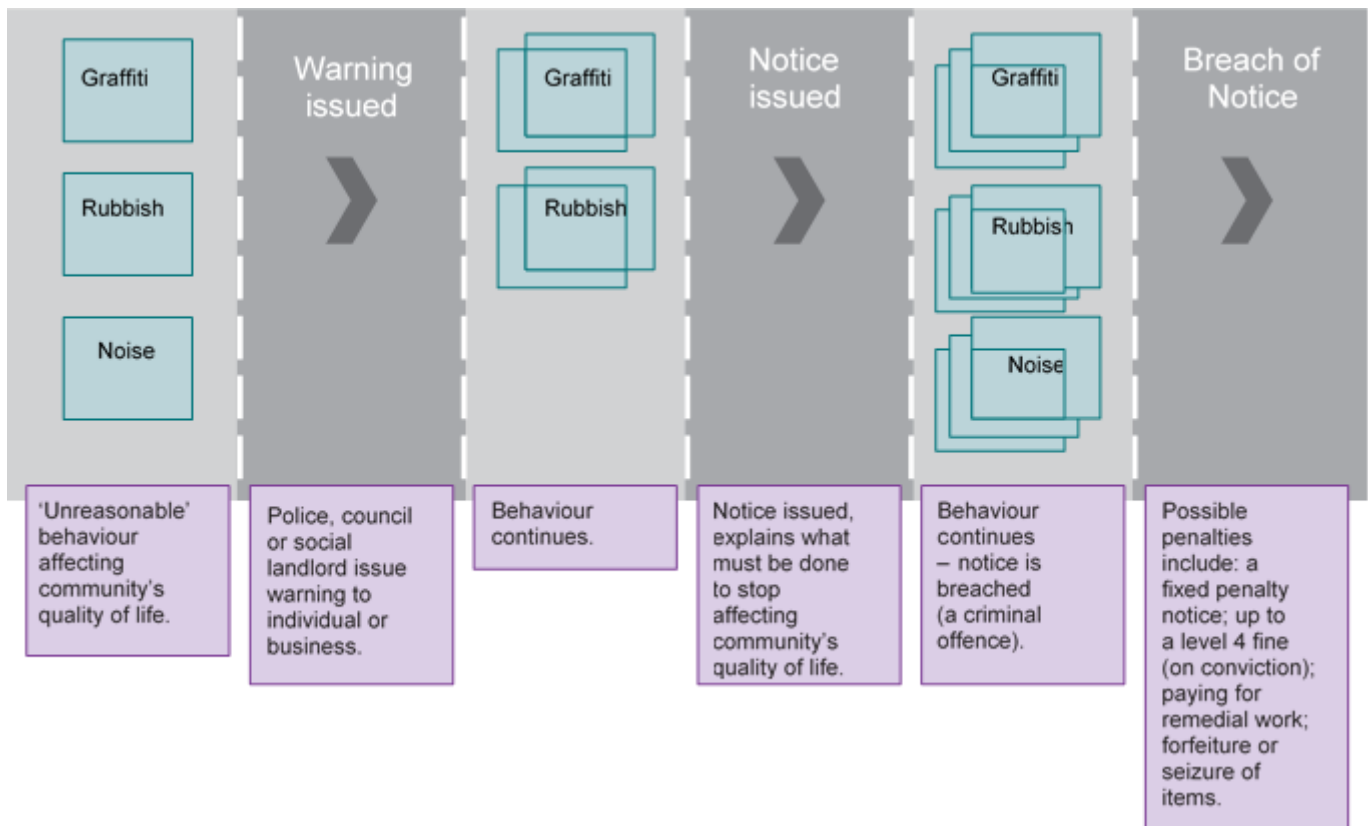 Graffiti
Rubbish
Noise
Warning
issued
Graffiti
Rubbish
Notice
issued
Graffiti
Rubbish
Noise
Breach of
Notice
‘Unreasonable’
behaviour
affecting
community’s
quality of life.
Police, council
or social
landlord issue
warning to
individual or
business.
Behaviour
continues.
Notice issued,
explains what
must be done
to stop
affecting
community’s
quality of life.
Behaviour
continues
– notice is
breached
(a criminal
offence).
Possible
penalties
include: a
fixed penalty
notice; up to
a level 4 fine
(on conviction);
paying for
remedial work;
forfeiture or
seizure of
items.